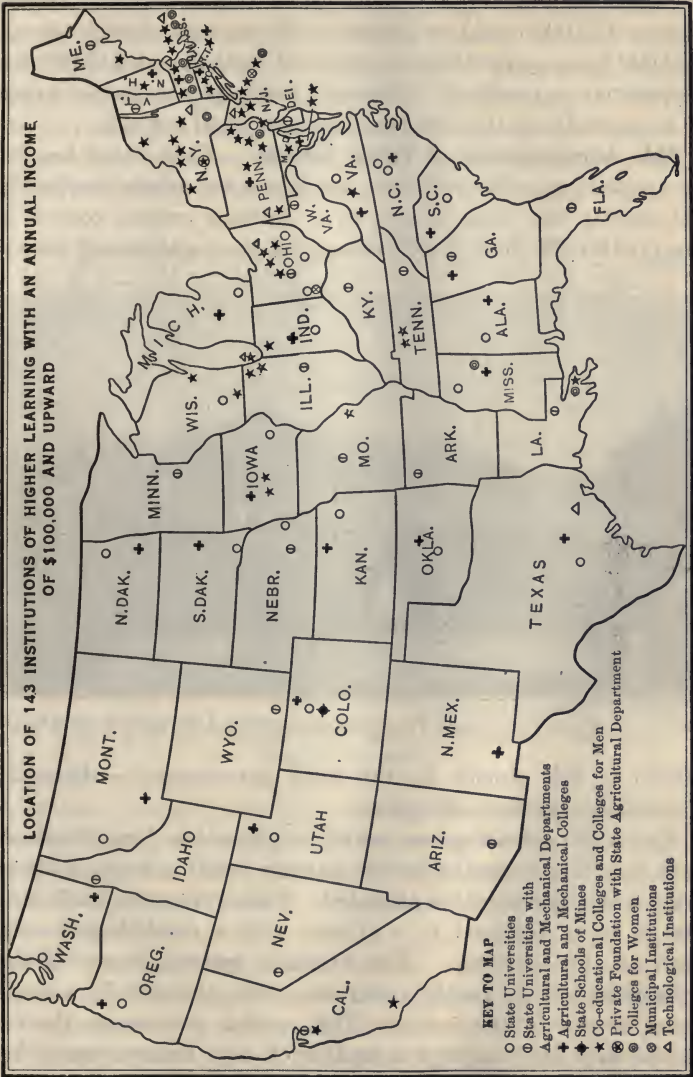 LOCATION OF 143 INSTITUTIONS OF HIGHER LEARNING WITH AN ANNUAL INCOME
OF $100,000 AND UPWARD
WASH.
OREG.
CAL.
NEV.
IDAHO
MONT.
WYO.
UTAH
ARIZ.
COLO.
N.MEX.
N.DAK.
S.DAK.
NEBR.
KAN.
OKLA.
TEXAS
MINN.
IOWA
MO.
ARK.
LA.
WIS.
ILL.
MICH.
IND.
OHIO
KY.
TENN.
MISS.
ALA.
GA.
FLA.
S.C.
N.C.
VA.
W.
VA.
PENN.
N.Y.
N.J.
DEL.
VT.
N.H.
ME.
KEY TO MAP
State Universities
State Universities with
Agricultural and Mechanical Departments
Agricultural and Mechanical Colleges
State Schools of Mines
Co-educational Colleges and Colleges for Men
Private Foundation with State Agricultural Department
Colleges for Women
Municipal Institutions
Technological Institutions